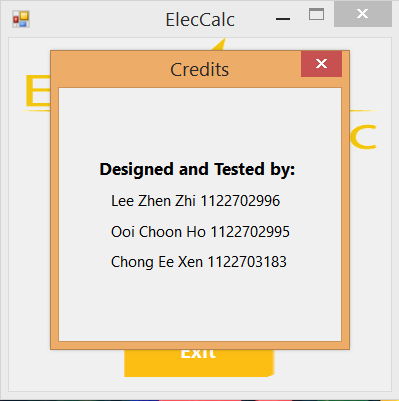 ElecCalc
Credits
E
Designed and Tested by:
Lee Zhen Zhi 1122702996
Ooi Choon Ho 1122702995
Chong Ee Xen 1122703183
C
Exit